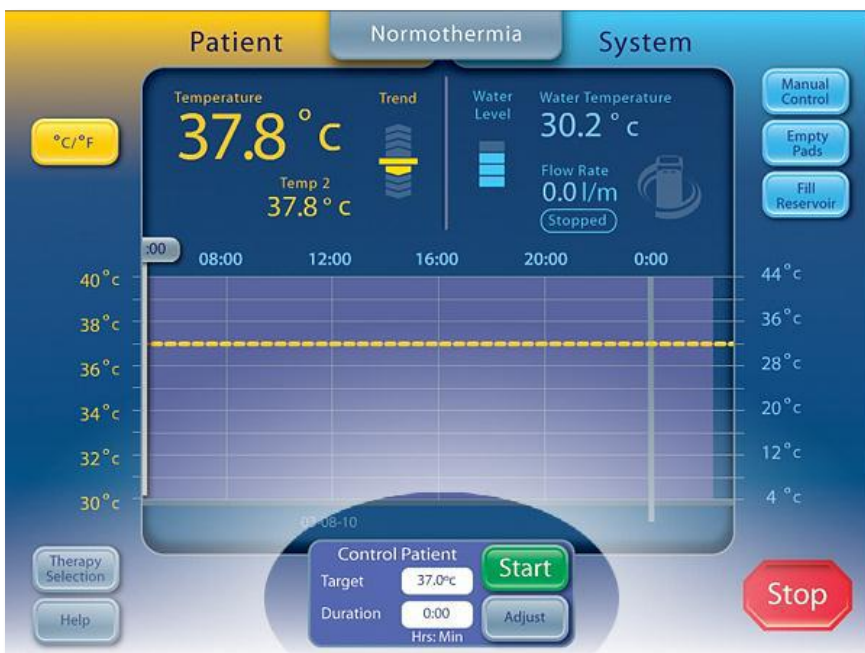 Patient
Normothermia
System
°C/°F
Temperature
37.8 °c
Trend
Temp 2
37.8 ° c
Water
Level
Water Temperature
30.2 ° c
Flow Rate
0.0 l/m
Stopped
Manual
Control
Empty
Pads
Fill
Reservoir
:00
08:00 12:00 16:00 20:00 0:00
40°c
38°c
36°c
34°c
32°c
30°c
44°c
36°c
28°c
20°c
12°c
4 °c
03-08-10
Therapy
Selection
Help
Control Patient
Target 37.0°c
Duration 0:00
Hrs: Min
Start
Adjust
Stop